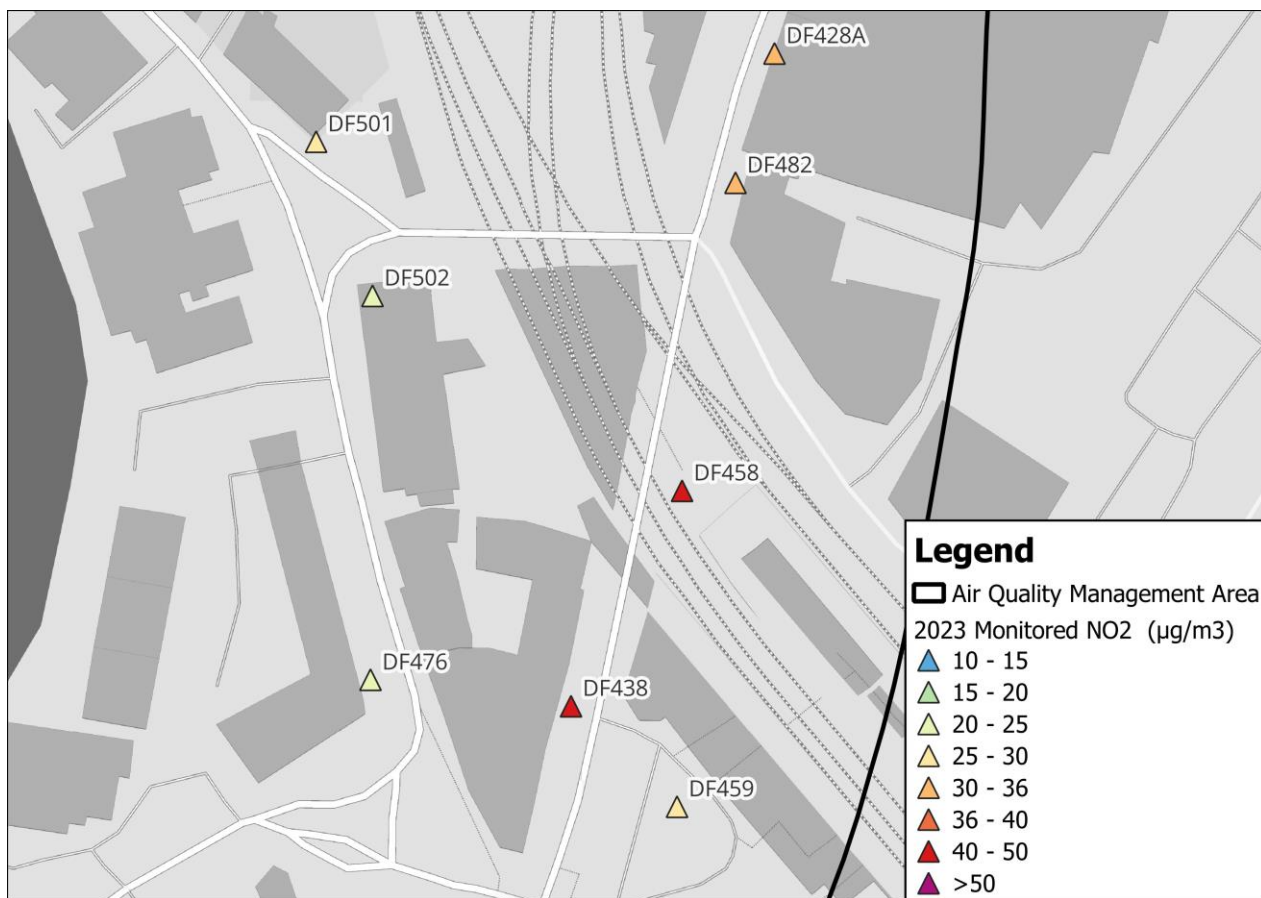 DF428A
DF501
DF482
DF502
DF458
DF476
DF438
DF459
Legend
Air Quality Management Area
2023 Monitored NO2 (µg/m3)
10 - 15
15 - 20
20 - 25
25 - 30
30 - 36
36 - 40
40 - 50
>50